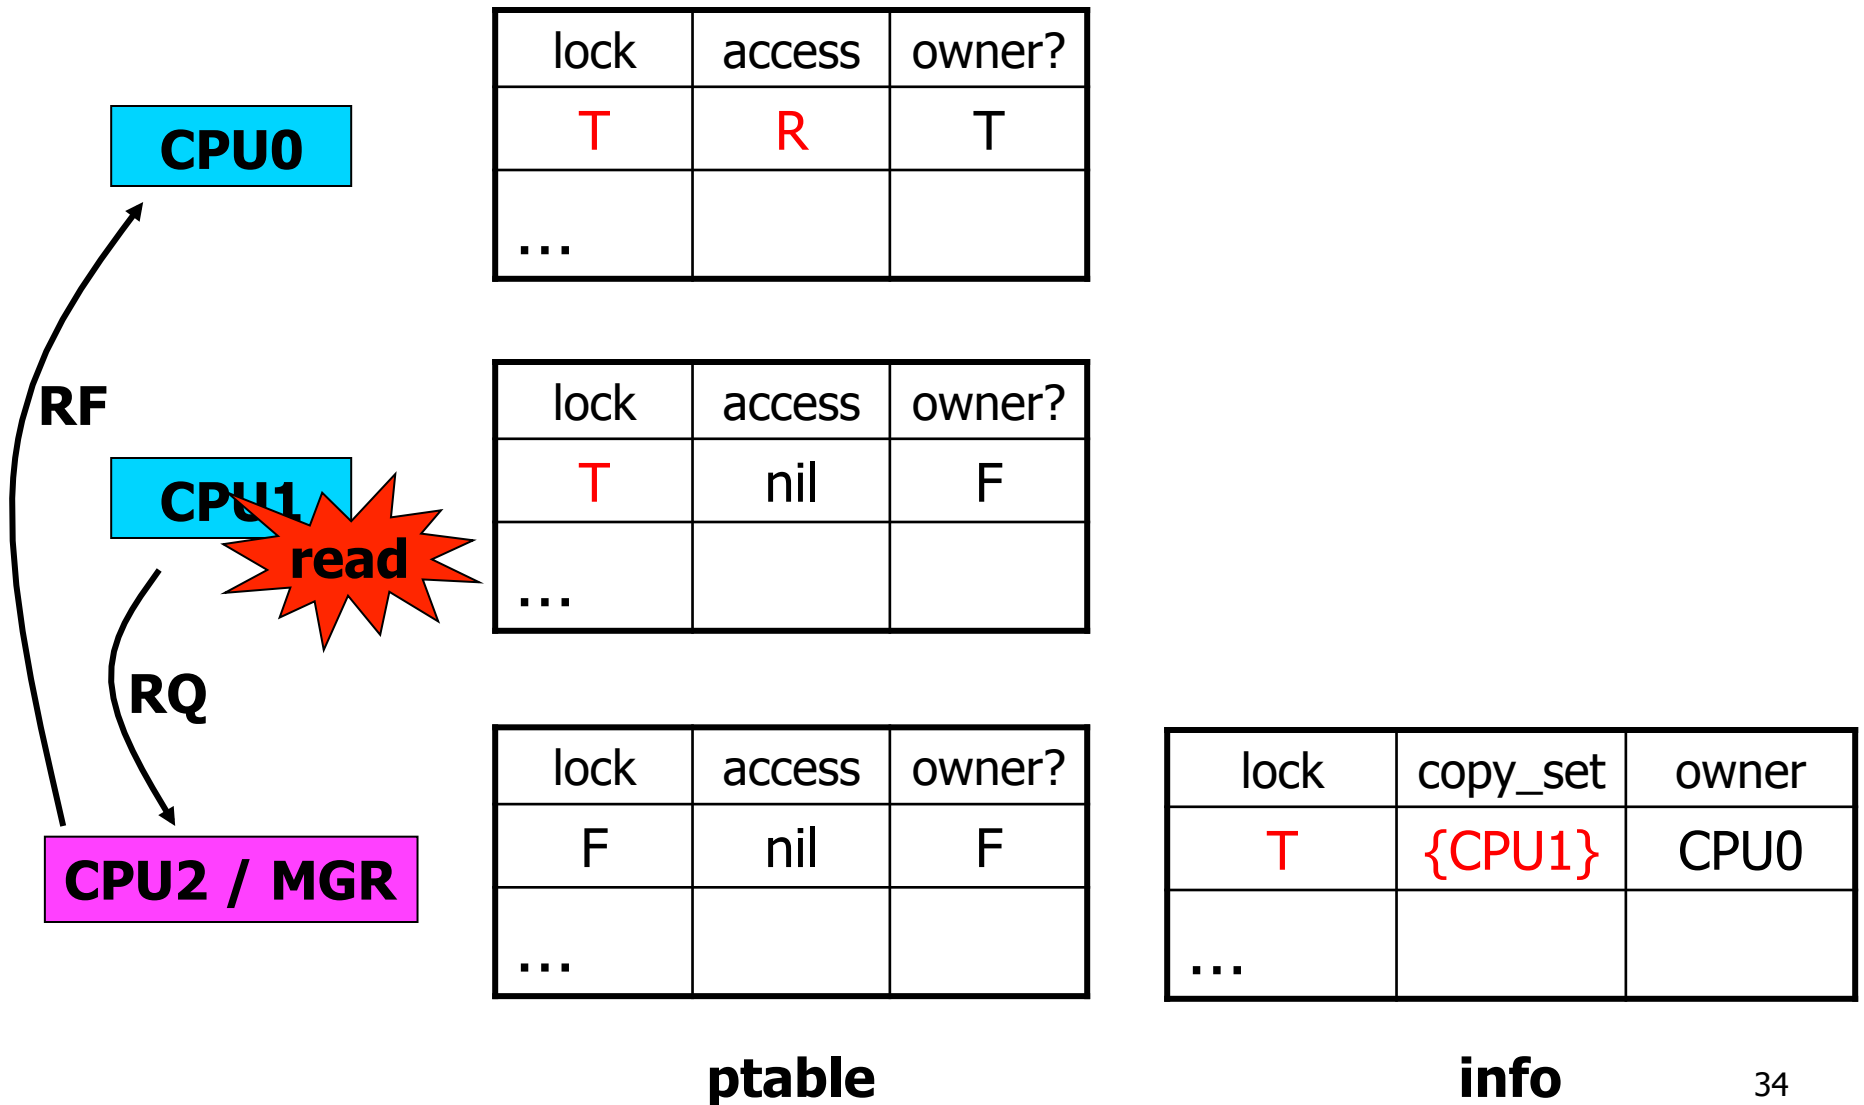 lock access owner?
CPU0
T R T
...
RF
lock access owner?
CPU1
T nil F
read
...
RQ
lock access owner?
lock copy_set owner
CPU2 / MGR
F nil F
T {CPU1} CPU0
...
...
ptable
info
34